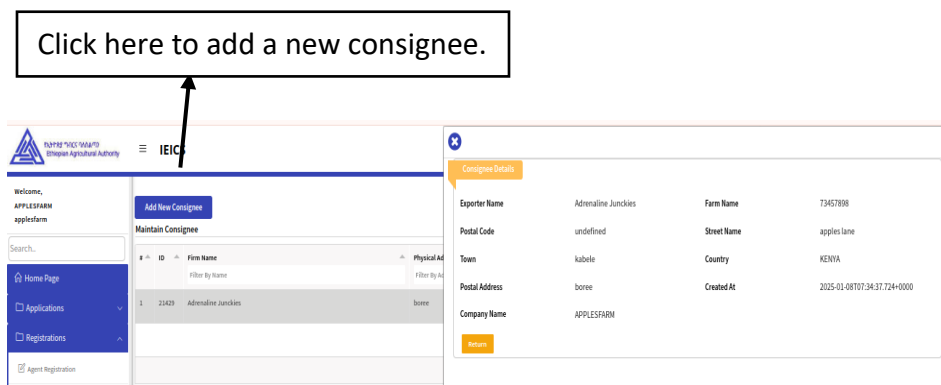 Click here to add a new consignee.
Ethiopian Agricultural Authority
≡ IEICS
Welcome,
APPLESFARM
applesfarm
Search..
Home Page
Applications
Registrations
Agent Registration
Add New Consignee
Maintain Consignee
# ID Firm Name Physical Ad
Filter By Name Filter By Ad
1 21429 Adrenaline Junckies boree
Consignee Details
Exporter Name Adrenaline Junckies Farm Name 73457898
Postal Code undefined Street Name apples lane
Town kabele Country KENYA
Postal Address boree Created At 2025-01-08T07:34:37.724+0000
Company Name APPLESFARM
Return